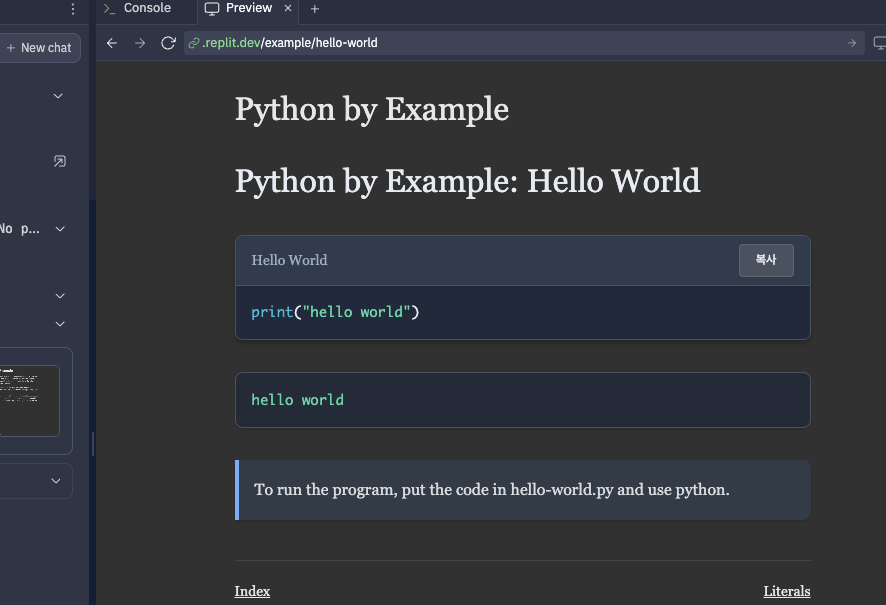 Console
Preview
New chat
.replit.dev/example/hello-world
Python by Example
Python by Example: Hello World
No p...
Hello World
복사
print("hello world")
hello world
To run the program, put the code in hello-world.py and use python.
Index
Literals